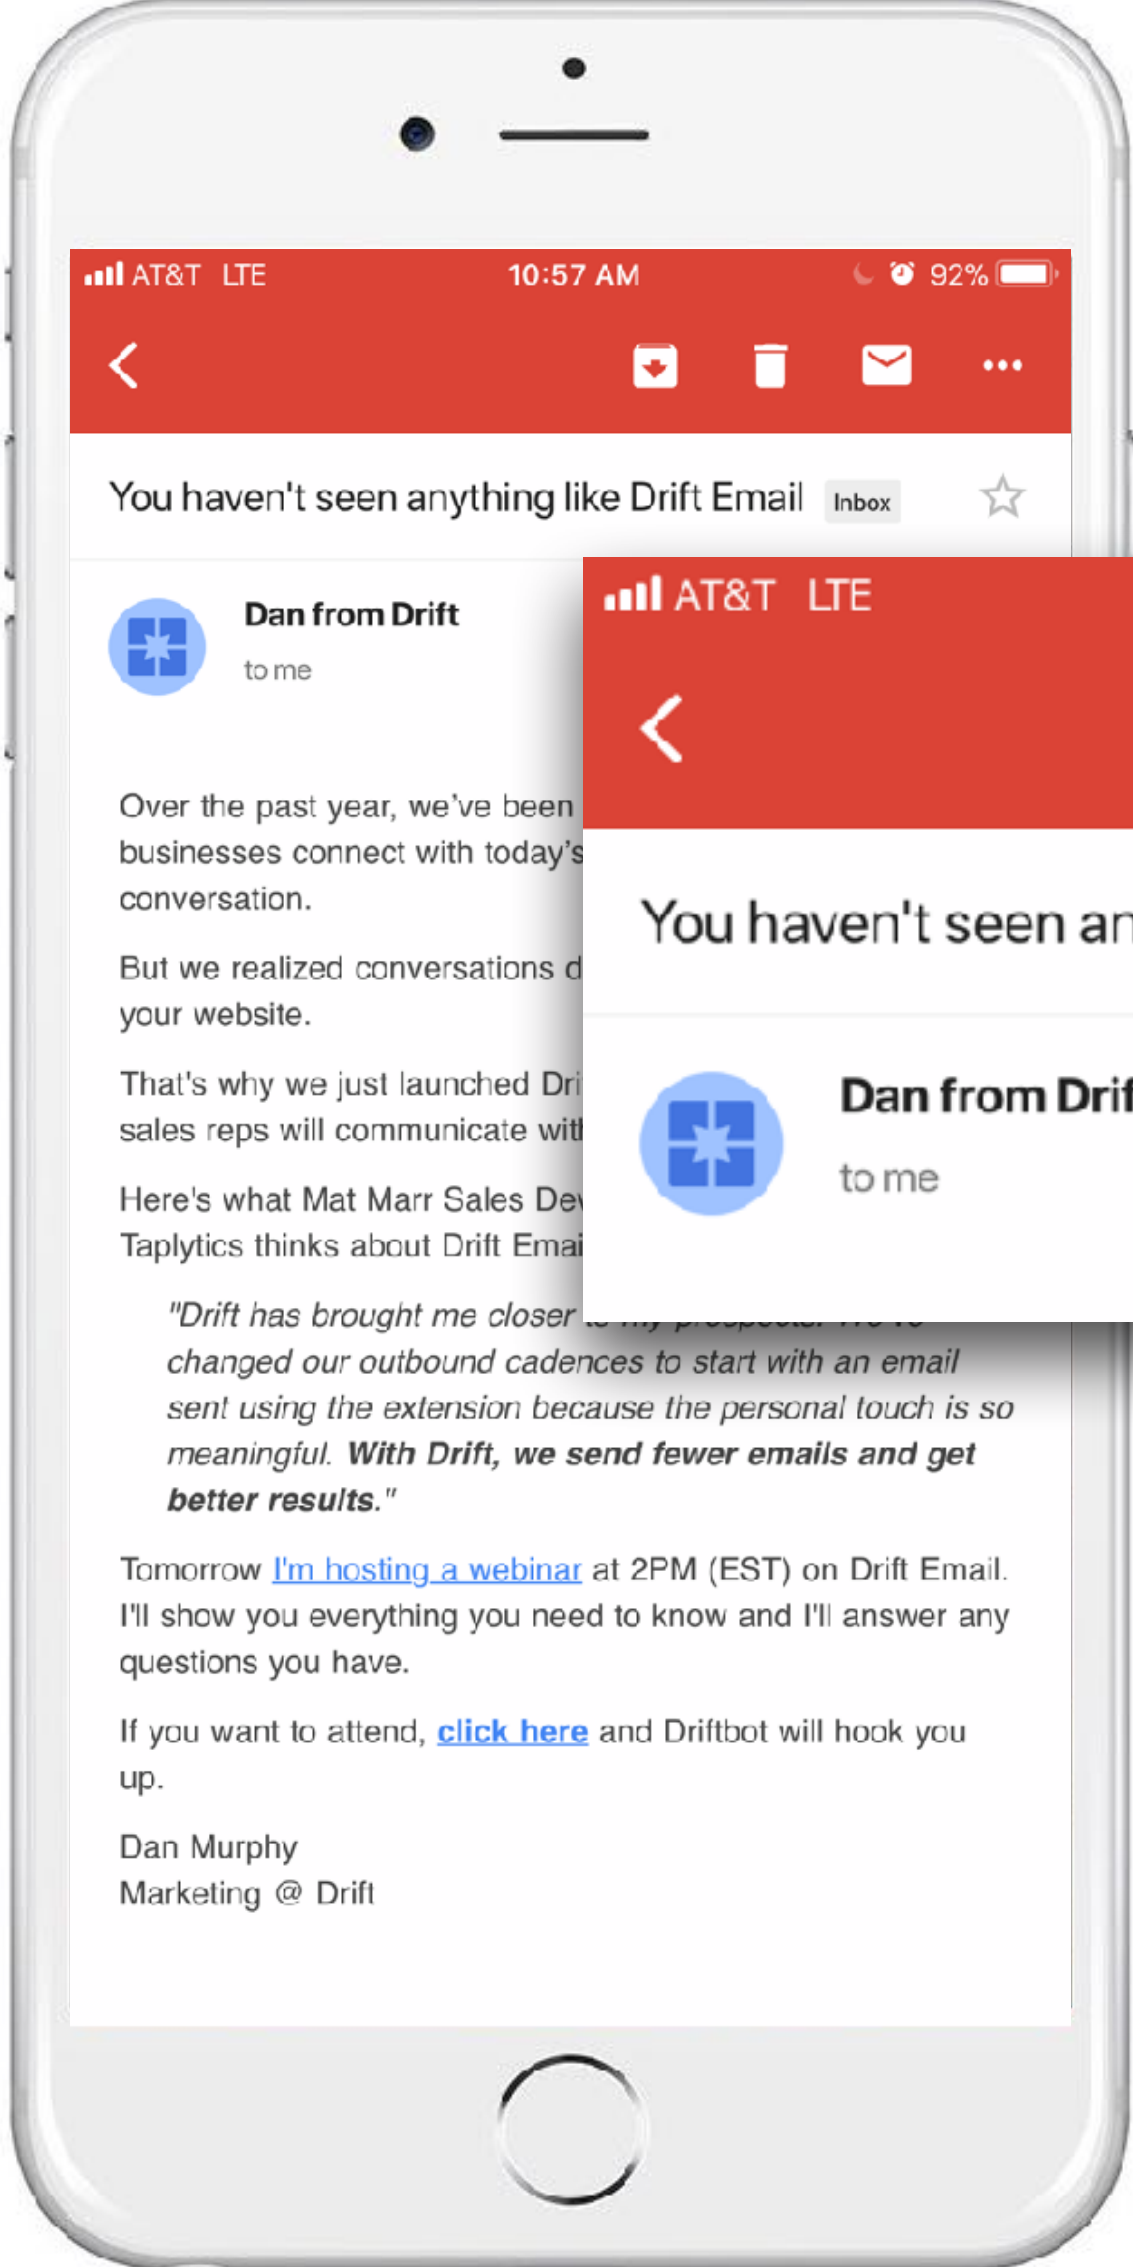 AT&T LTE 10:57 AM 92%
You haven't seen anything like Drift Email Inbox
Dan from Drift
to me
Over the past year, we've been
businesses connect with today's
conversation.
But we realized conversations
your website.
That's why we just launched
sales reps will communicate
Here's what Mat Marr Sales
Taplytics thinks about Drift
"Drift has brought me closer
changed our outbound cadences to start with an email
sent using the extension because the personal touch is so
meaningful. With Drift, we send fewer emails and get
better results."
Tomorrow I'm hosting a webinar at 2PM (EST) on Drift Email.
I'll show you everything you need to know and I'll answer any
questions you have.
If you want to attend, click here and Driftbot will hook you
up.
Dan Murphy
Marketing @ Drift
AT&T LTE
You haven't seen
Dan from
to me